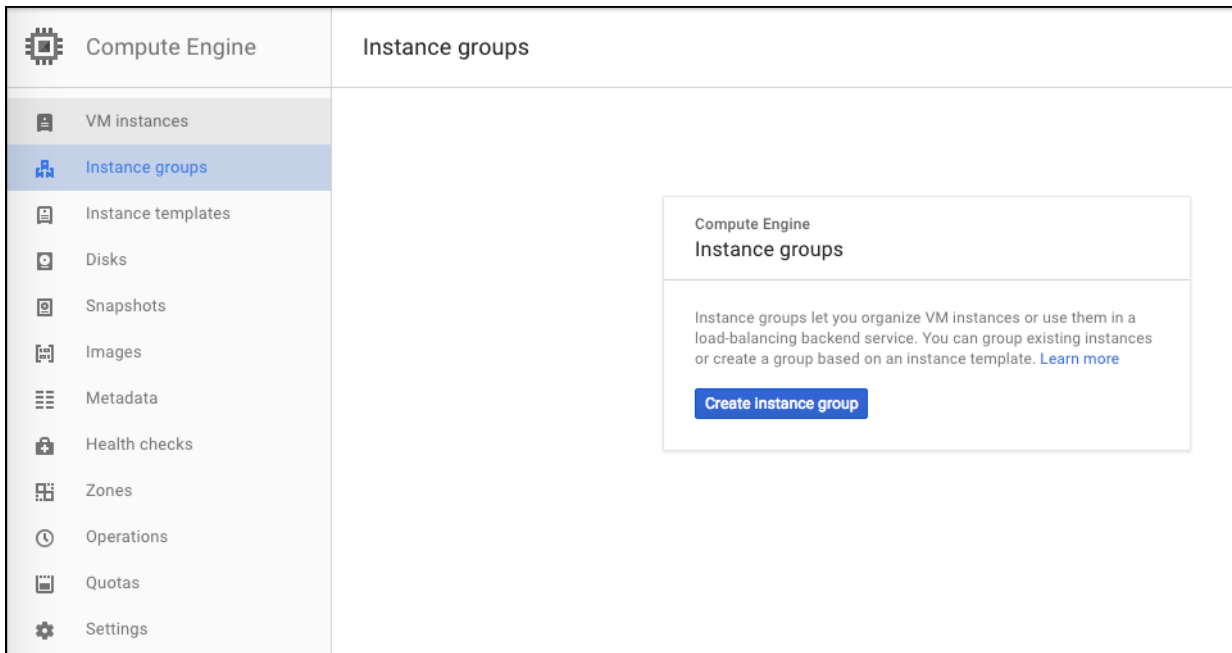 Compute Engine
Instance groups
VM instances
Instance groups
Instance templates
Disks
Snapshots
Images
Metadata
Health checks
Zones
Operations
Quotas
Settings
Compute Engine
Instance groups
Instance groups let you organize VM instances or use them in a
load-balancing backend service. You can group existing instances
or create a group based on an instance template. Learn more
Create instance group